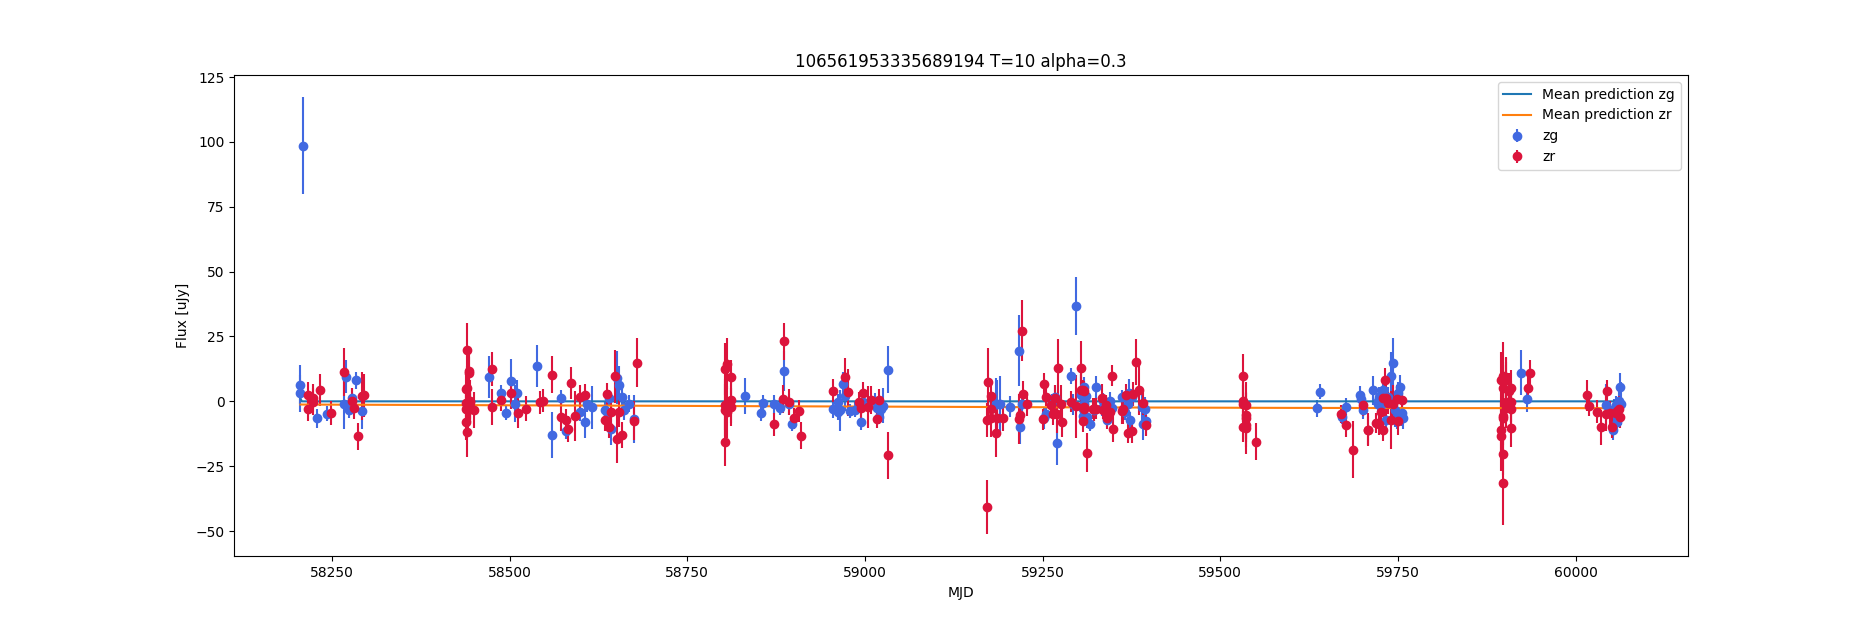 106561953335689194 T=10 alpha=0.3
125
100
75
50
25
0
−25
−50
Flux [uJy]
58250 58500 58750 59000 59250 59500 59750 60000
MJD
Mean prediction zg
Mean prediction zr
zg
zr